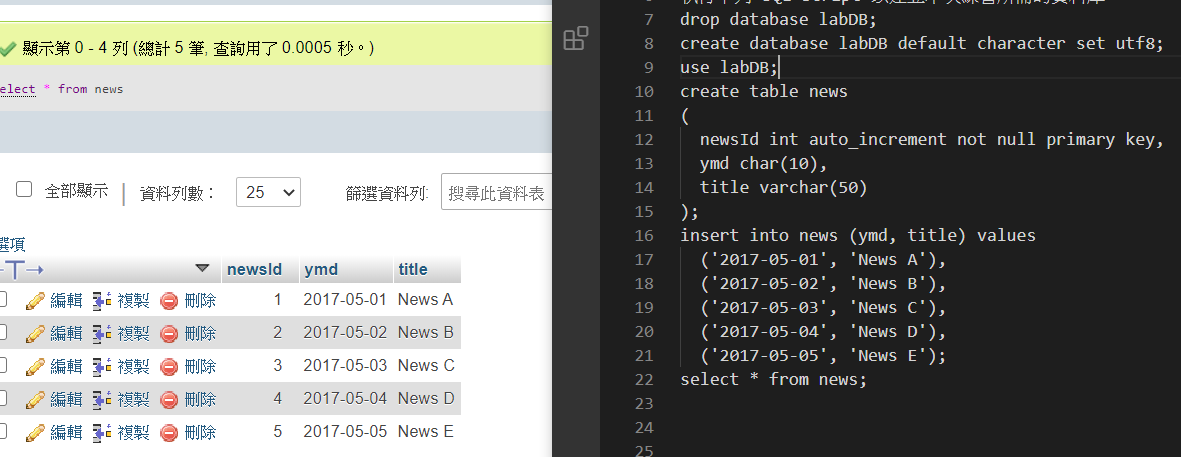 顯示第 0 - 4 列 (總計 5 筆, 查詢用了 0.0005 秒。)
elect * from news
全部顯示 | 資料列數： 25 篩選資料列: 搜尋此資料表
選項
←T→ newsId ymd title
編輯 複製 刪除 1 2017-05-01 News A
編輯 複製 刪除 2 2017-05-02 News B
編輯 複製 刪除 3 2017-05-03 News C
編輯 複製 刪除 4 2017-05-04 News D
編輯 複製 刪除 5 2017-05-05 News E
7 drop database labDB;
8 create database labDB default character set utf8;
9 use labDB;
10 create table news
11 (
12 newsId int auto_increment not null primary key,
13 ymd char(10),
14 title varchar(50)
15 );
16 insert into news (ymd, title) values
17 ('2017-05-01', 'News A'),
18 ('2017-05-02', 'News B'),
19 ('2017-05-03', 'News C'),
20 ('2017-05-04', 'News D'),
21 ('2017-05-05', 'News E');
22 select * from news;
23
24
25